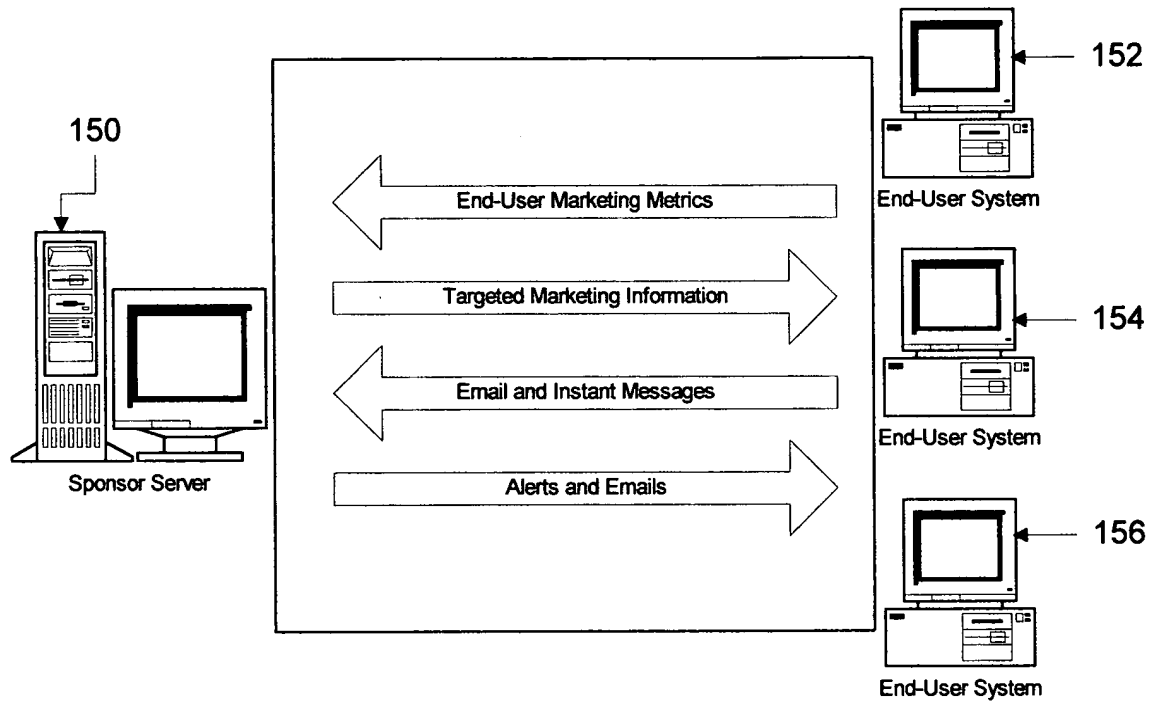 152
150
End-User Marketing Metrics
End-User System
Targeted Marketing Information
154
Email and Instant Messages
End-User System
Sponsor Server
Alerts and Emails
156
End-User System